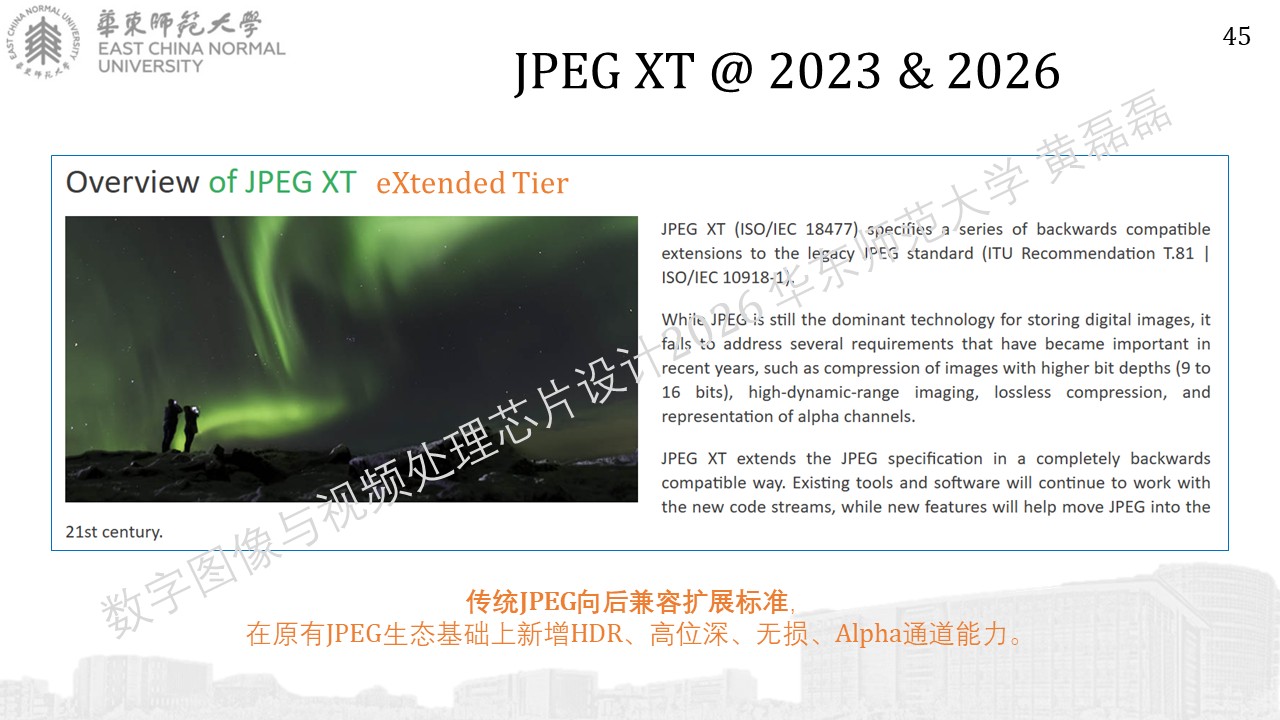 華東師範大學
EAST CHINA NORMAL
UNIVERSITY
EAST CHINA NORMAL UNIVERSITY
華東師範大學
45
JPEG XT @ 2023 & 2026
Overview of JPEG XT eXtended Tier
JPEG XT (ISO/IEC 18477) specifies a series of backwards compatible
extensions to the legacy JPEG standard (ITU Recommendation T.81 |
ISO/IEC 10918-1).
While JPEG is still the dominant technology for storing digital images, it
fails to address several requirements that have became important in
recent years, such as compression of images with higher bit depths (9 to
16 bits), high-dynamic-range imaging, lossless compression, and
representation of alpha channels.
JPEG XT extends the JPEG specification in a completely backwards
compatible way. Existing tools and software will continue to work with
the new code streams, while new features will help move JPEG into the
21st century.
数字图像与视频处理芯片设计2026 华东师范大学 黄磊磊
传统JPEG向后兼容扩展标准,
在原有JPEG生态基础上新增HDR、高位深、无损、Alpha通道能力。